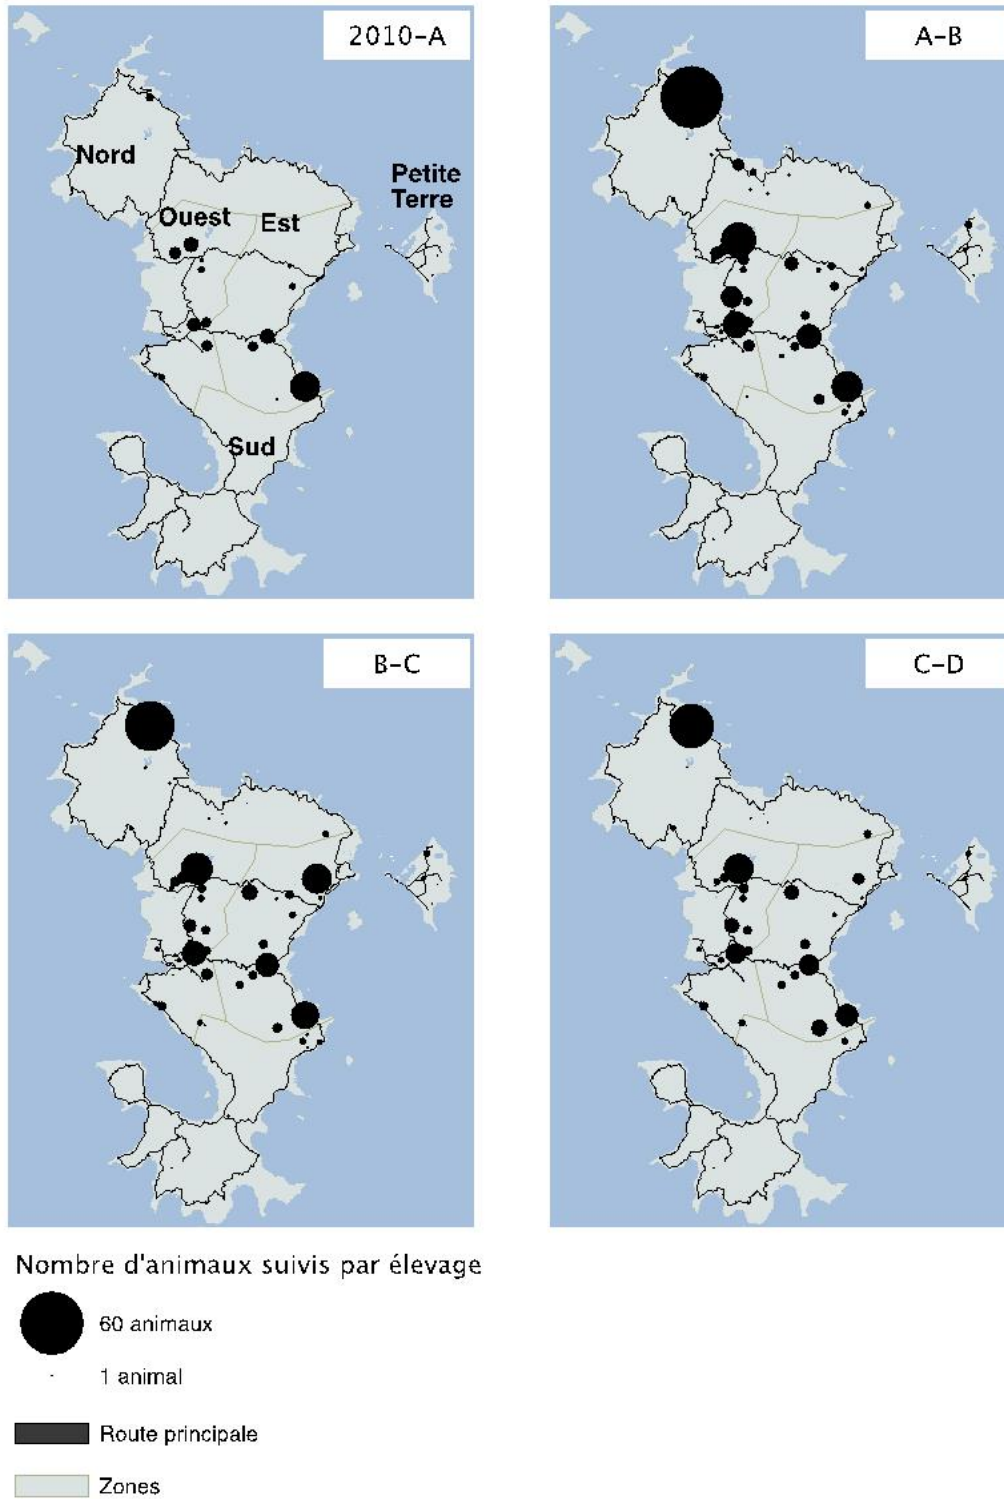 2010-A
A-B
Nord
Petite
Terre
Ouest
Est
Sud
B-C
C-D
Nombre d'animaux suivis par élevage
60 animaux
1 animal
Route principale
Zones